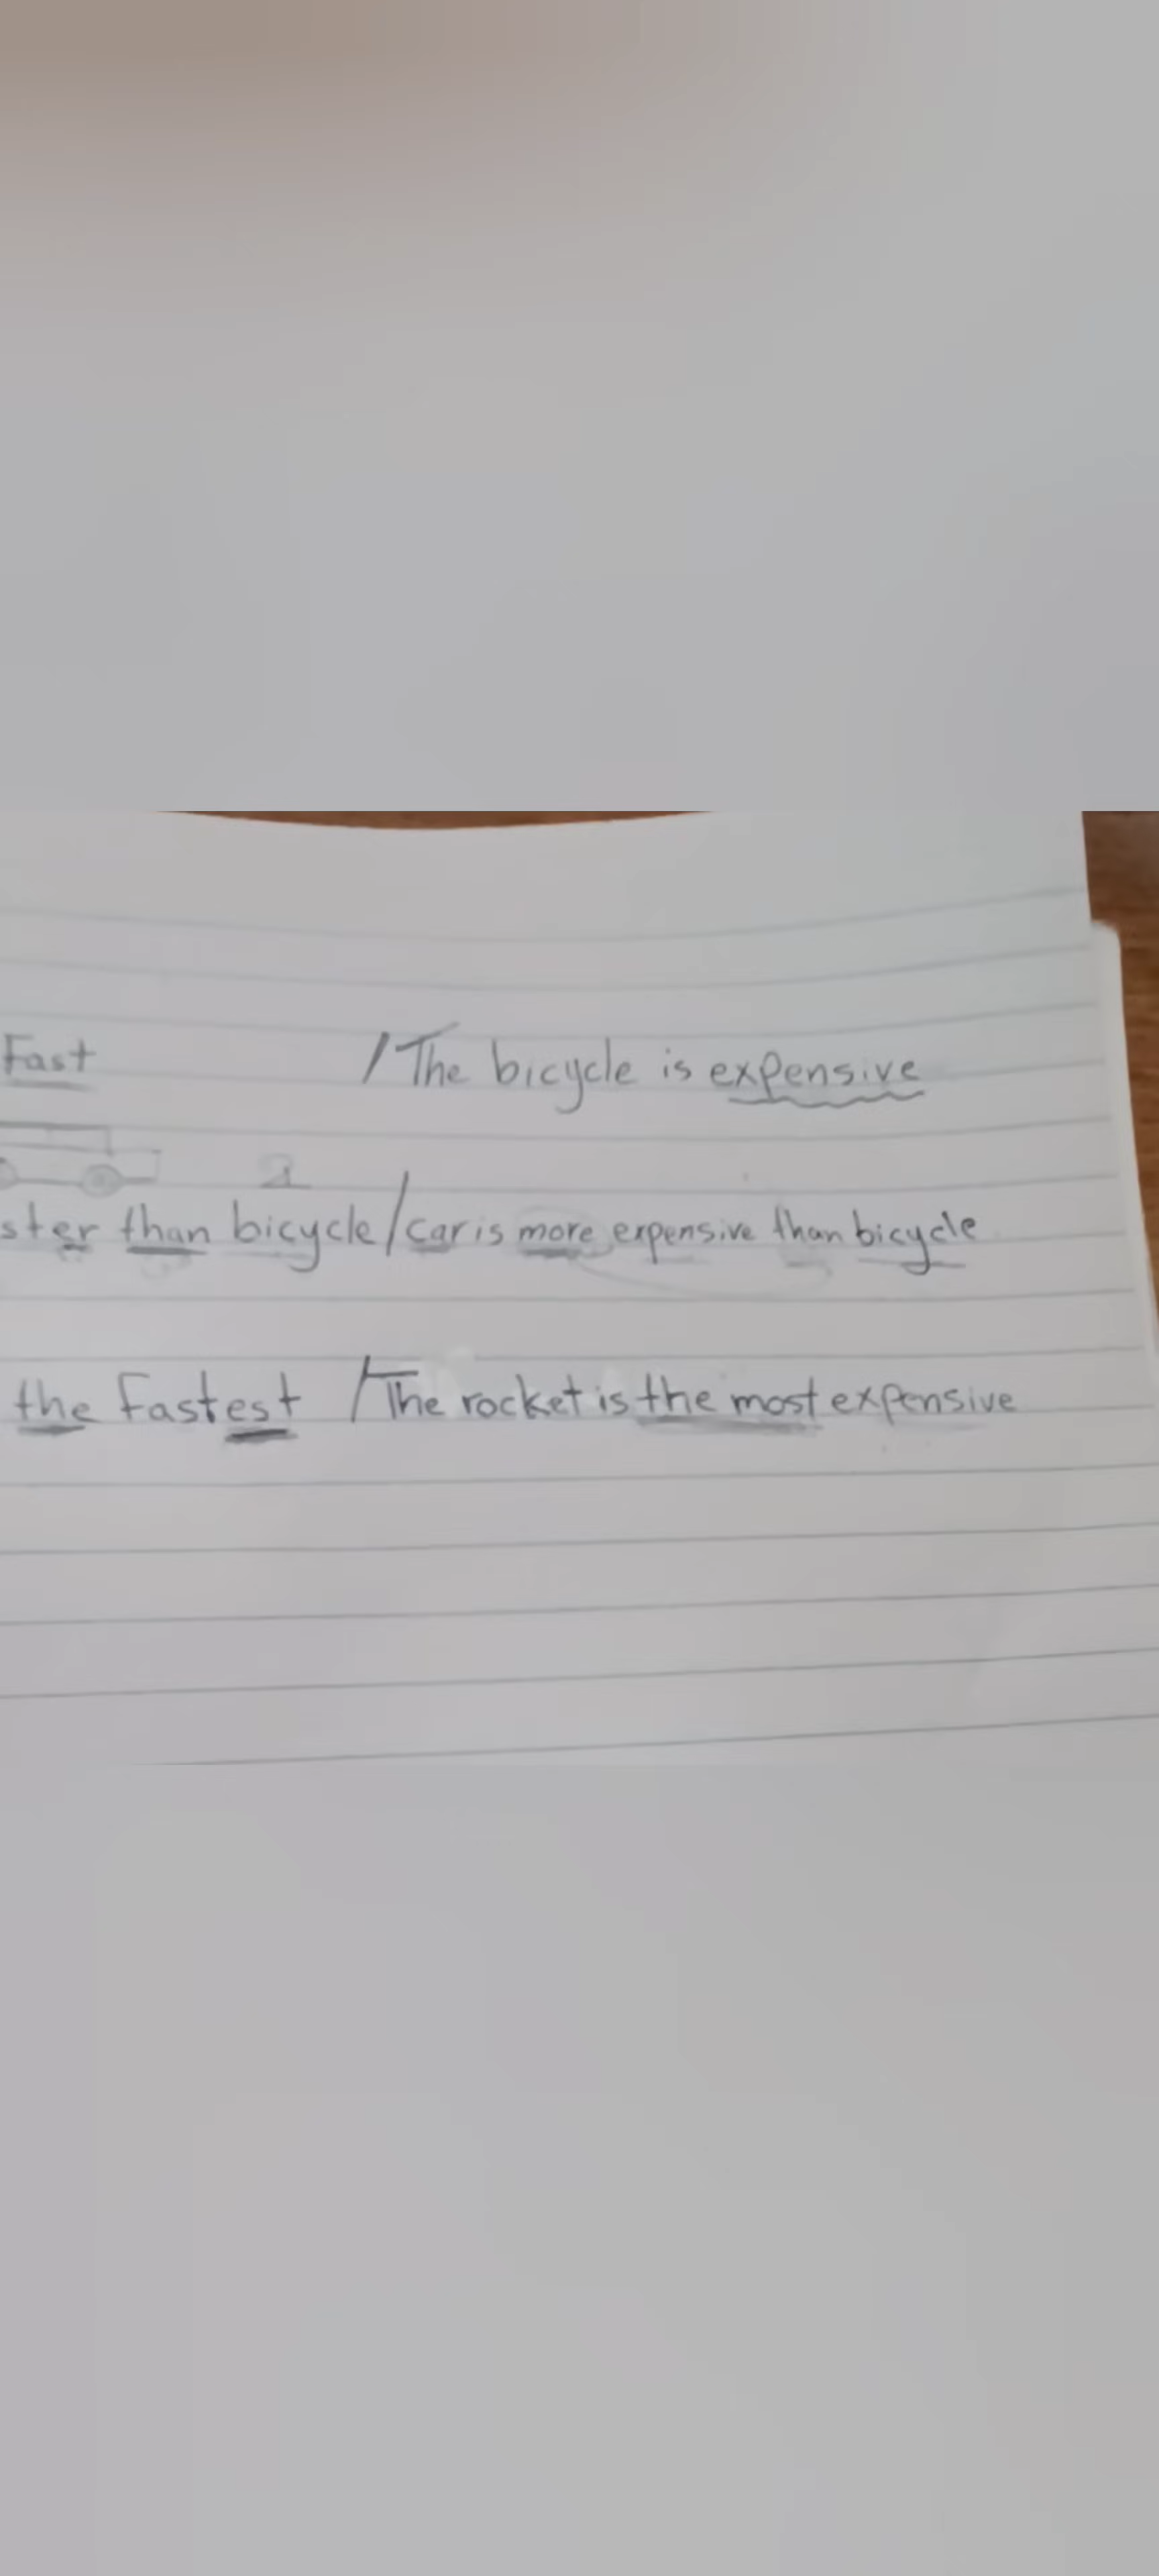 Fast / The bicycle is expensive
ster than bicycle / car is more expensive than bicycle
the Fastest / The rocket is the most expensive